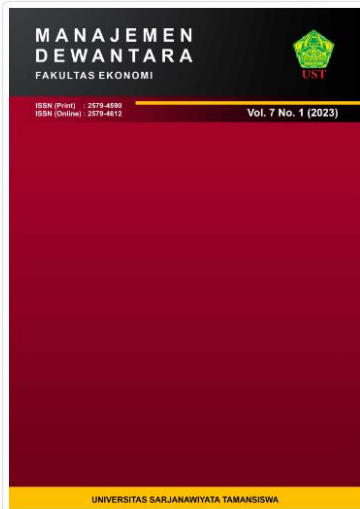 MANAJEMEN
DEWANTARA
FAKULTAS EKONOMI
UST
ISSN (Print) : 2579-4590
ISSN (Online) : 2579-4612
Vol. 7 No. 1 (2023)
UNIVERSITAS SARJANAWIYATA TAMANSISWA